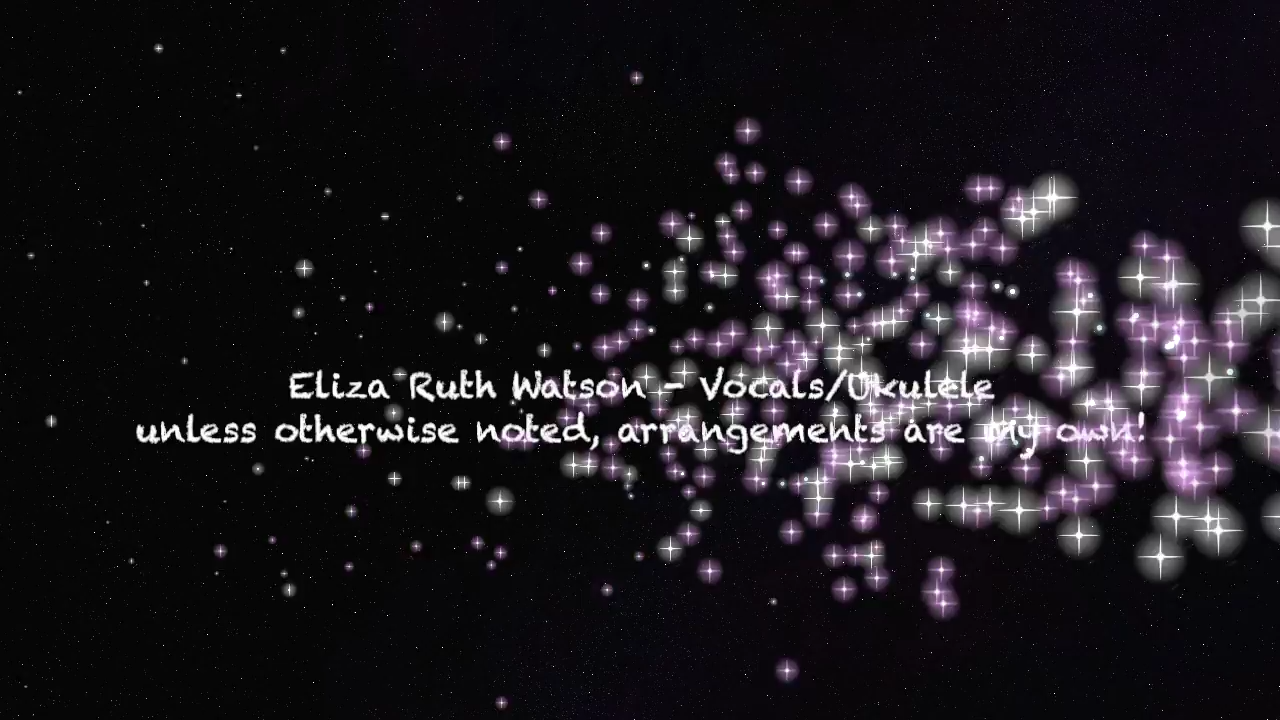 Eliza Ruth Watson - Vocals/Ukulele
unless otherwise noted, arrangements are my own!